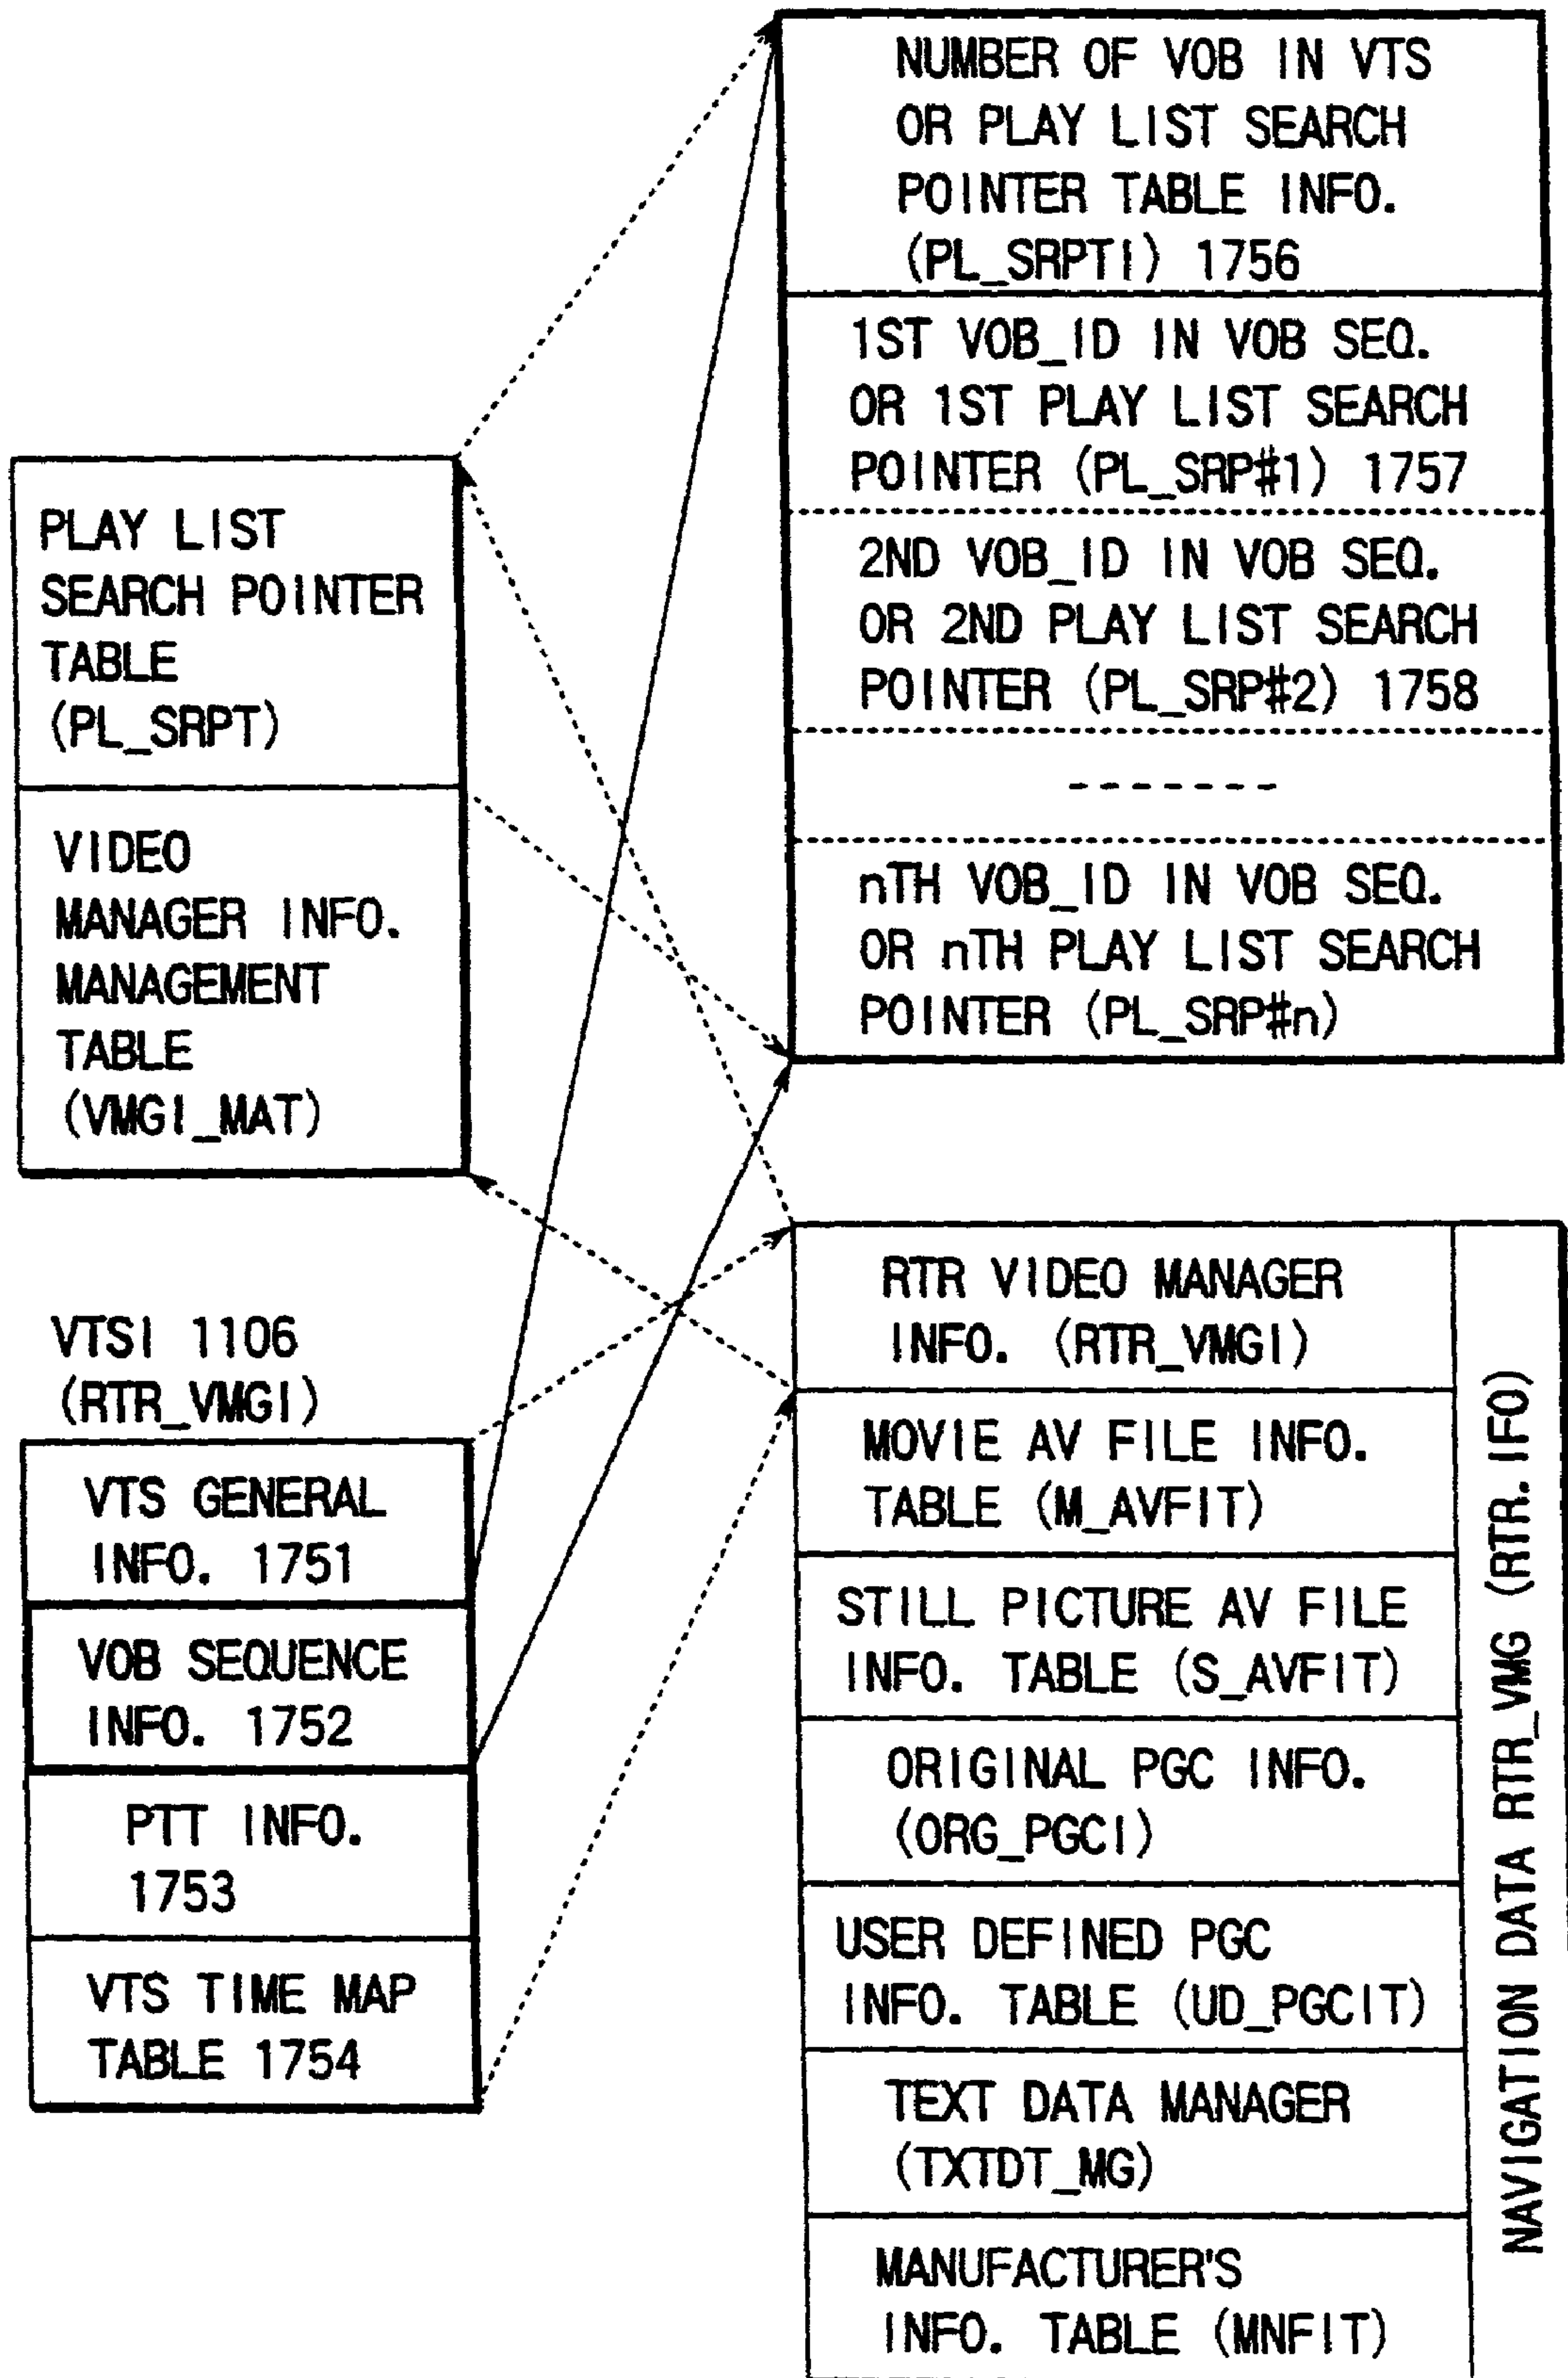 NUMBER OF VOB IN VTS
OR PLAY LIST SEARCH
POINTER TABLE INFO.
(PL_SRPTI) 1756
1ST VOB_ID IN VOB SEQ.
OR 1ST PLAY LIST SEARCH
POINTER (PL_SRP#1) 1757
2ND VOB_ID IN VOB SEQ.
OR 2ND PLAY LIST SEARCH
POINTER (PL_SRP#2) 1758
-------
nTH VOB_ID IN VOB SEQ.
OR nTH PLAY LIST SEARCH
POINTER (PL_SRP#n)
PLAY LIST
SEARCH POINTER
TABLE
(PL_SRPT)
VIDEO
MANAGER INFO.
MANAGEMENT
TABLE
(VMGI_MAT)
VTSI 1106
(RTR_VMGI)
VTS GENERAL
INFO. 1751
VOB SEQUENCE
INFO. 1752
PTT INFO.
1753
VTS TIME MAP
TABLE 1754
RTR VIDEO MANAGER
INFO. (RTR_VMGI)
MOVIE AV FILE INFO.
TABLE (M_AVFIT)
STILL PICTURE AV FILE
INFO. TABLE (S_AVFIT)
ORIGINAL PGC INFO.
(ORG_PGCI)
USER DEFINED PGC
INFO. TABLE (UD_PGCIT)
TEXT DATA MANAGER
(TXTDT_MG)
MANUFACTURER'S
INFO. TABLE (MNFIT)
NAVIGATION DATA RTR_VMG (RTR. IFO)